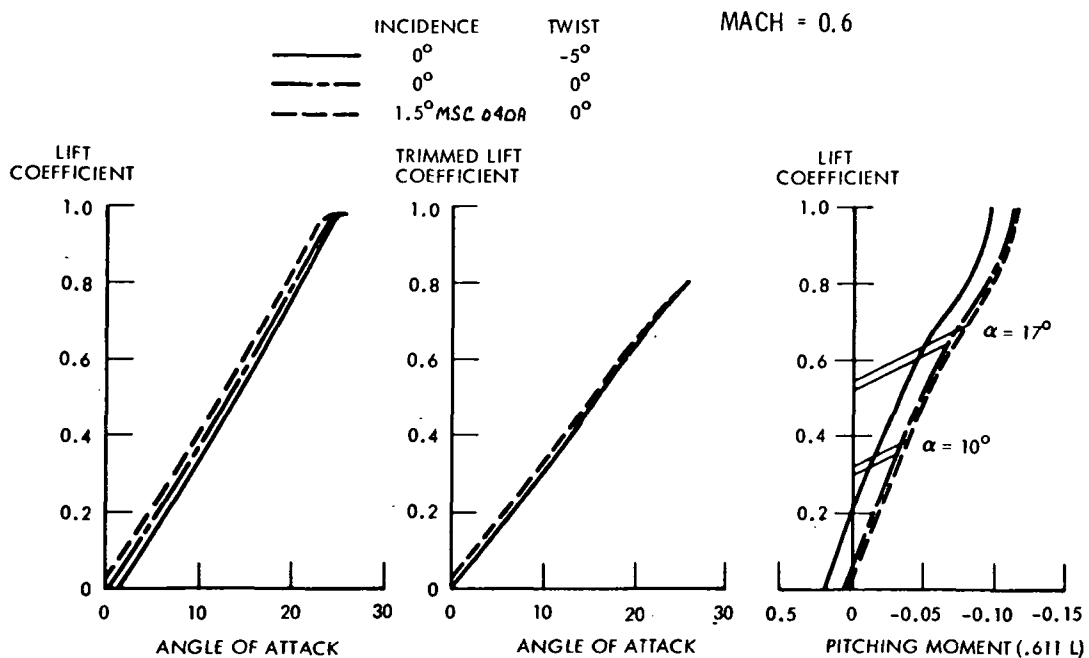 MACH = 0.6
INCIDENCE TWIST
0° -5°
0° 0°
1.5° MSC 040A 0°
LIFT
COEFFICIENT
1.0
0.8
0.6
0.4
0.2
0
0 10 20 30
ANGLE OF ATTACK
TRIMMED LIFT
COEFFICIENT
1.0
0.8
0.6
0.4
0.2
0
0 10 20 30
ANGLE OF ATTACK
LIFT
COEFFICIENT
1.0
0.8
0.6
0.4
0.2
α = 17°
α = 10°
0.5 0 -0.05 -0.10 -0.15
PITCHING MOMENT (.611 L)